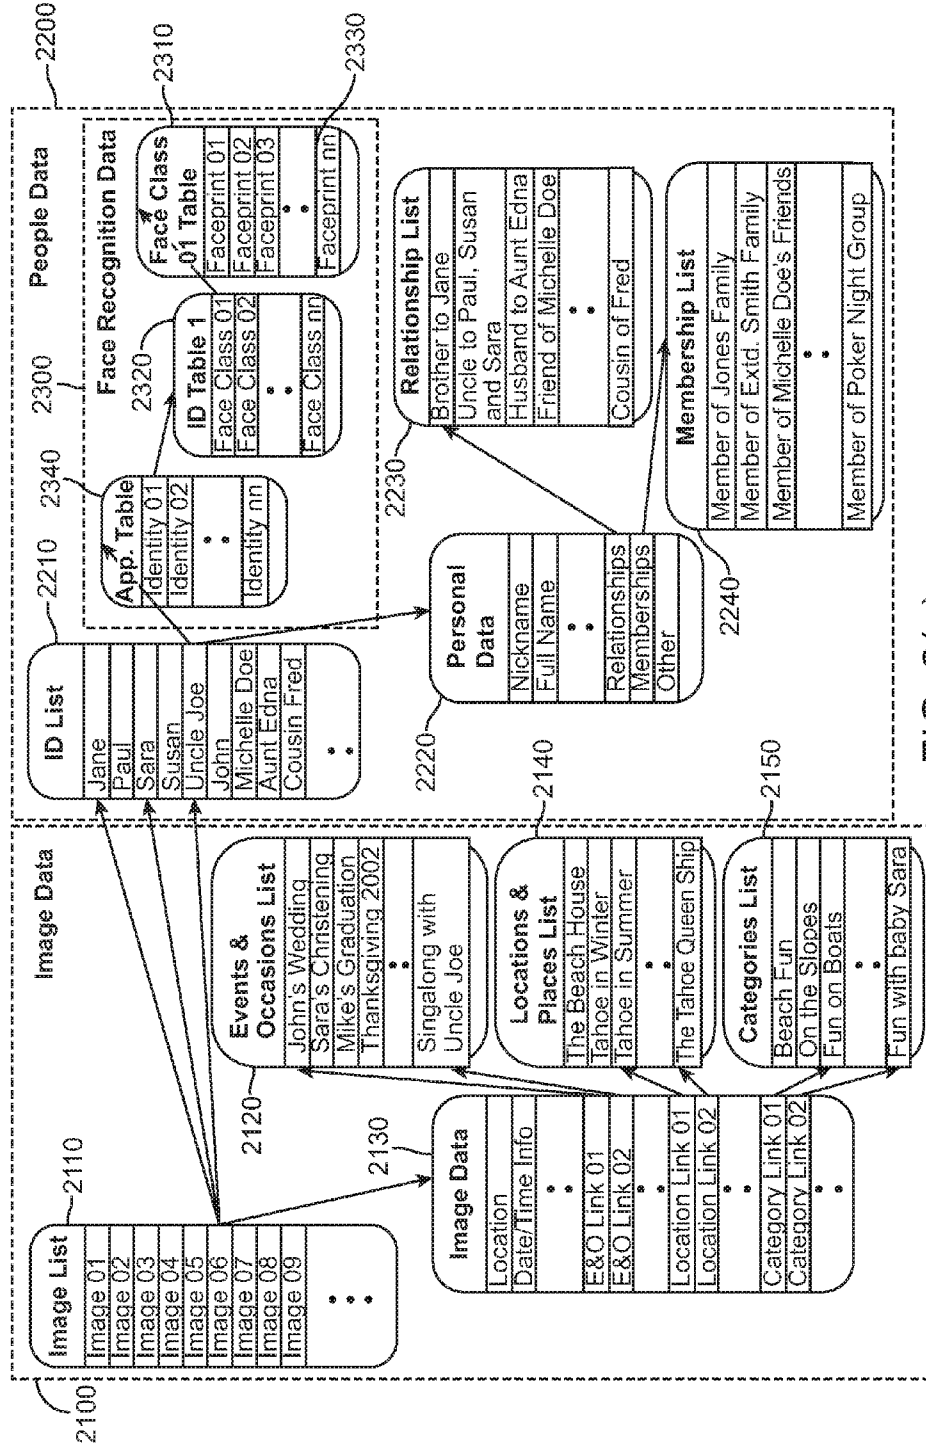 2100
Image Data
2110
Image List
Image 01
Image 02
Image 03
Image 04
Image 05
Image 06
Image 07
Image 08
Image 09
2120
Events &
Occasions List
John's Wedding
Sara's Christening
Mike's Graduation
Thanksgiving 2002
Singalong with
Uncle Joe
2130
Image Data
Location
Date/Time Info
E&O Link 01
E&O Link 02
Location Link 01
Location Link 02
Category Link 01
Category Link 02
2140
Locations &
Places List
The Beach House
Tahoe in Winter
Tahoe in Summer
The Tahoe Queen Ship
2150
Categories List
Beach Fun
On the Slopes
Fun on Boats
Fun with baby Sara
2200
People Data
2210
ID List
Jane
Paul
Sara
Susan
Uncle Joe
John
Michelle Doe
Aunt Edna
Cousin Fred
2300
Face Recognition Data
2340
App. Table
Identity 01
Identity 02
Identity nn
2320
ID Table 1
Face Class 01
Face Class 02
Face Class nn
2310
Face Class
01 Table
Faceprint 01
Faceprint 02
Faceprint 03
Faceprint nn
2330
2220
Personal
Data
Nickname
Full Name
Relationships
Memberships
Other
2230
Relationship List
Brother to Jane
Uncle to Paul, Susan
and Sara
Husband to Aunt Edna
Friend of Michelle Doe
Cousin of Fred
2240
Membership List
Member of Jones Family
Member of Extd. Smith Family
Member of Michelle Doe's Friends
Member of Poker Night Group